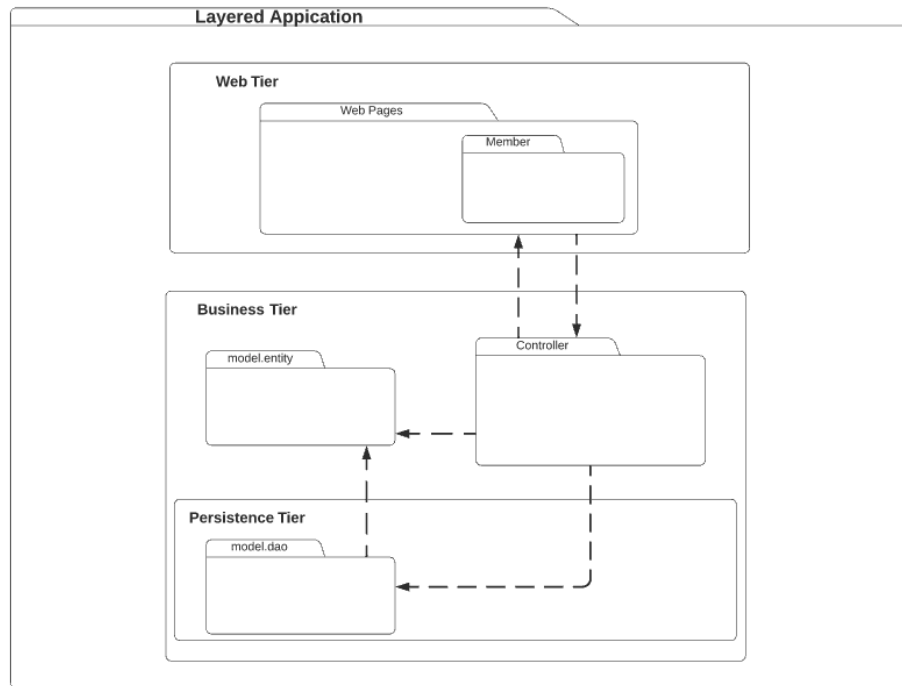 Layered Appication
Web Tier
Web Pages
Member
Business Tier
Controller
model.entity
Persistence Tier
model.dao